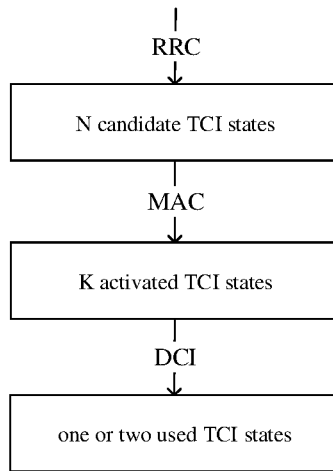 RRC
N candidate TCI states
MAC
K activated TCI states
DCI
one or two used TCI states